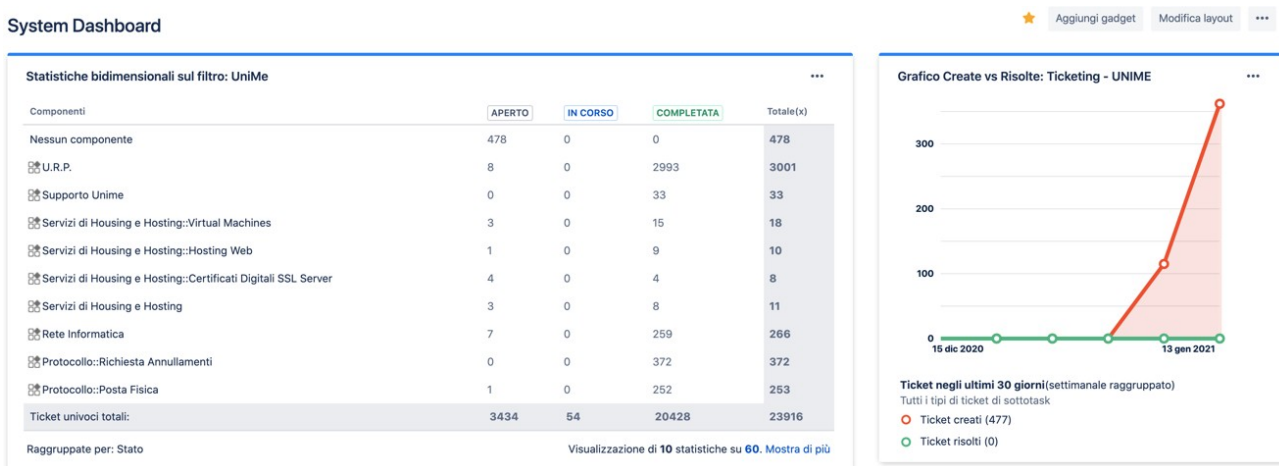 System Dashboard
Aggiungi gadget
Modifica layout
Statistiche bidimensionali sul filtro: UniMe
Componenti APERTO IN CORSO COMPLETATA Totale(x)
Nessun componente 478 0 0 478
U.R.P. 8 0 2993 3001
Supporto Unime 0 0 33 33
Servizi di Housing e Hosting::Virtual Machines 3 0 15 18
Servizi di Housing e Hosting::Hosting Web 1 0 9 10
Servizi di Housing e Hosting::Certificati Digitali SSL Server 4 0 4 8
Servizi di Housing e Hosting 3 0 8 11
Rete Informatica 7 0 259 266
Protocollo::Richiesta Annullamenti 0 0 372 372
Protocollo::Posta Fisica 1 0 252 253
Ticket univoci totali: 3434 54 20428 23916
Raggruppate per: Stato
Visualizzazione di 10 statistiche su 60. Mostra di più
Grafico Create vs Risolte: Ticketing - UNIME
300
200
100
0
15 dic 2020 13 gen 2021
Ticket negli ultimi 30 giorni(settimanale raggruppato)
Tutti i tipi di ticket di sottotask
Ticket creati (477)
Ticket risolti (0)